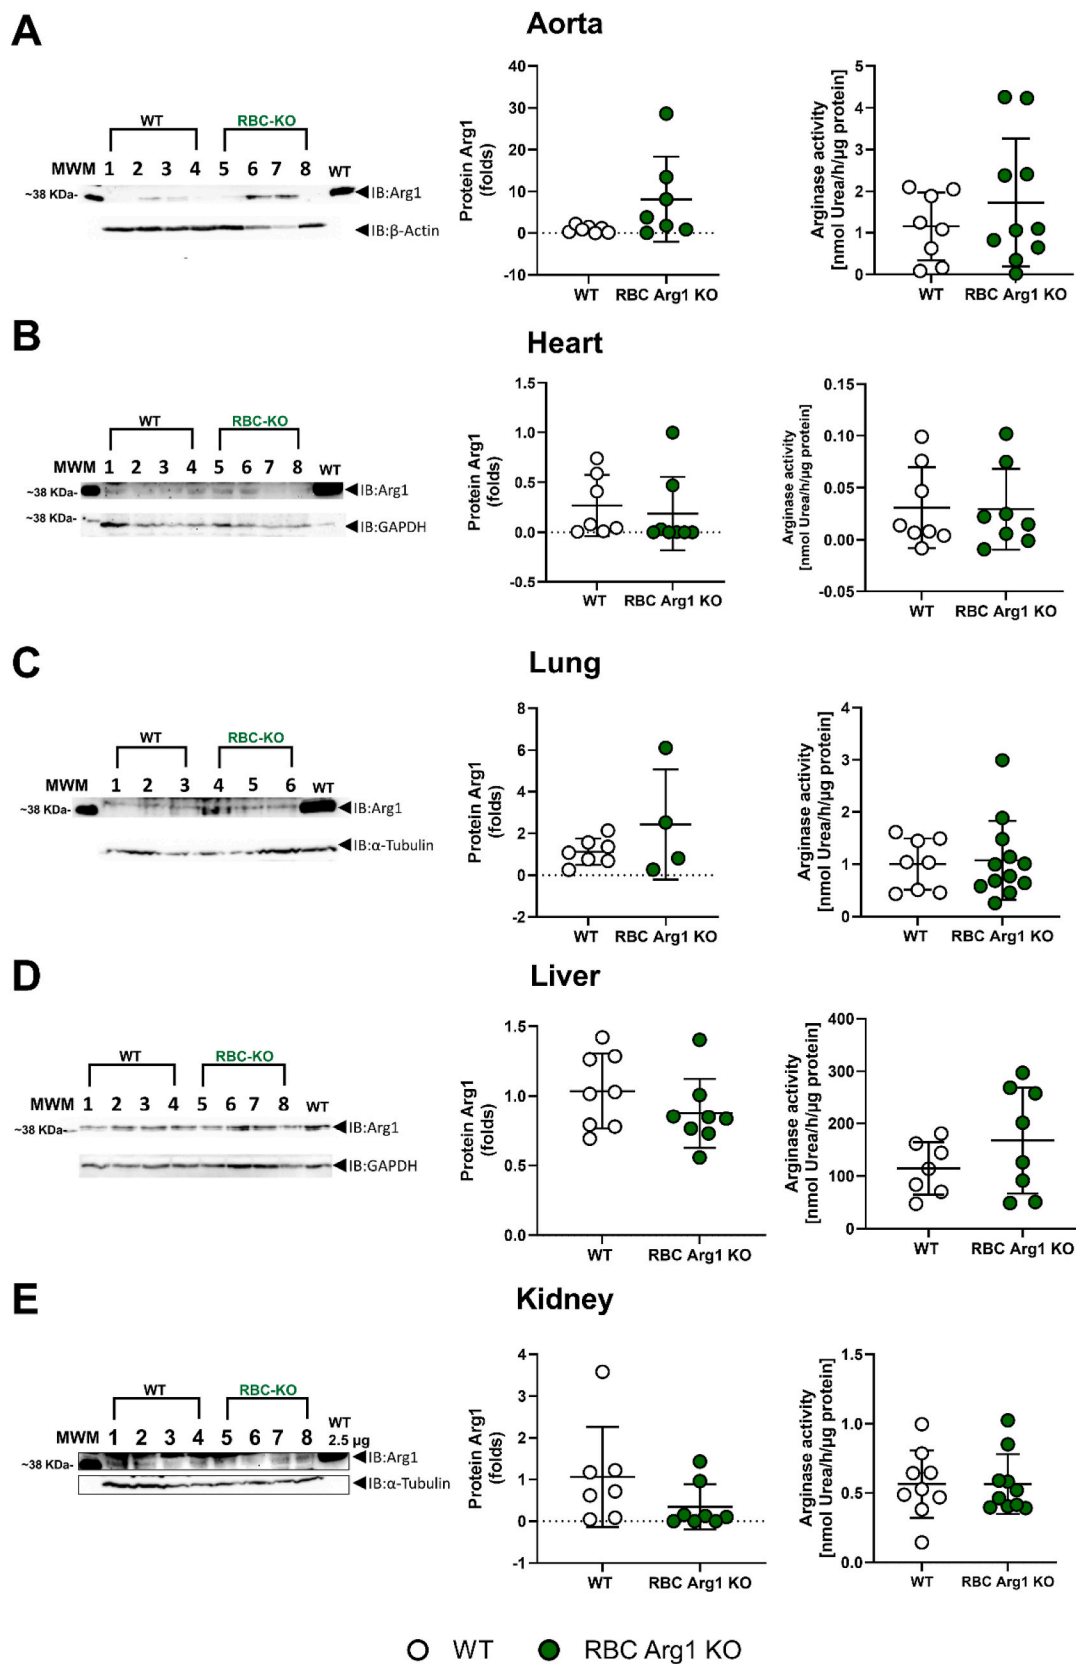 A
Aorta
WT
RBC-KO
MWM 1 2 3 4 5 6 7 8 WT
~38 KDa-
IB:Arg1
IB:β-Actin
Protein Arg1
(folds)
40
30
20
10
0
-10
WT
RBC Arg1 KO
Arginase activity
[nmol Urea/h/µg protein]
5
4
3
2
1
0
WT
RBC Arg1 KO
B
Heart
WT
RBC-KO
MWM 1 2 3 4 5 6 7 8 WT
~38 KDa-
IB:Arg1
~38 KDa-
IB:GAPDH
Protein Arg1
(folds)
1.5
1.0
0.5
0.0
-0.5
WT
RBC Arg1 KO
Arginase activity
[nmol Urea/h/µg protein]
0.15
0.10
0.05
0.00
-0.05
WT
RBC Arg1 KO
C
Lung
WT
RBC-KO
MWM 1 2 3 4 5 6 WT
~38 KDa-
IB:Arg1
IB:α-Tubulin
Protein Arg1
(folds)
8
6
4
2
0
-2
WT
RBC Arg1 KO
Arginase activity
[nmol Urea/h/µg protein]
4
3
2
1
0
WT
RBC Arg1 KO
D
Liver
WT
RBC-KO
MWM 1 2 3 4 5 6 7 8 WT
~38 KDa-
IB:Arg1
IB:GAPDH
Protein Arg1
(folds)
1.5
1.0
0.5
0.0
WT
RBC Arg1 KO
Arginase activity
[nmol Urea/h/µg protein]
400
300
200
100
0
WT
RBC Arg1 KO
E
Kidney
WT
RBC-KO
WT
MWM 1 2 3 4 5 6 7 8 2.5 µg
~38 KDa-
IB:Arg1
IB:α-Tubulin
Protein Arg1
(folds)
4
3
2
1
0
-1
WT
RBC Arg1 KO
Arginase activity
[nmol Urea/h/µg protein]
1.5
1.0
0.5
0.0
WT
RBC Arg1 KO
WT
RBC Arg1 KO